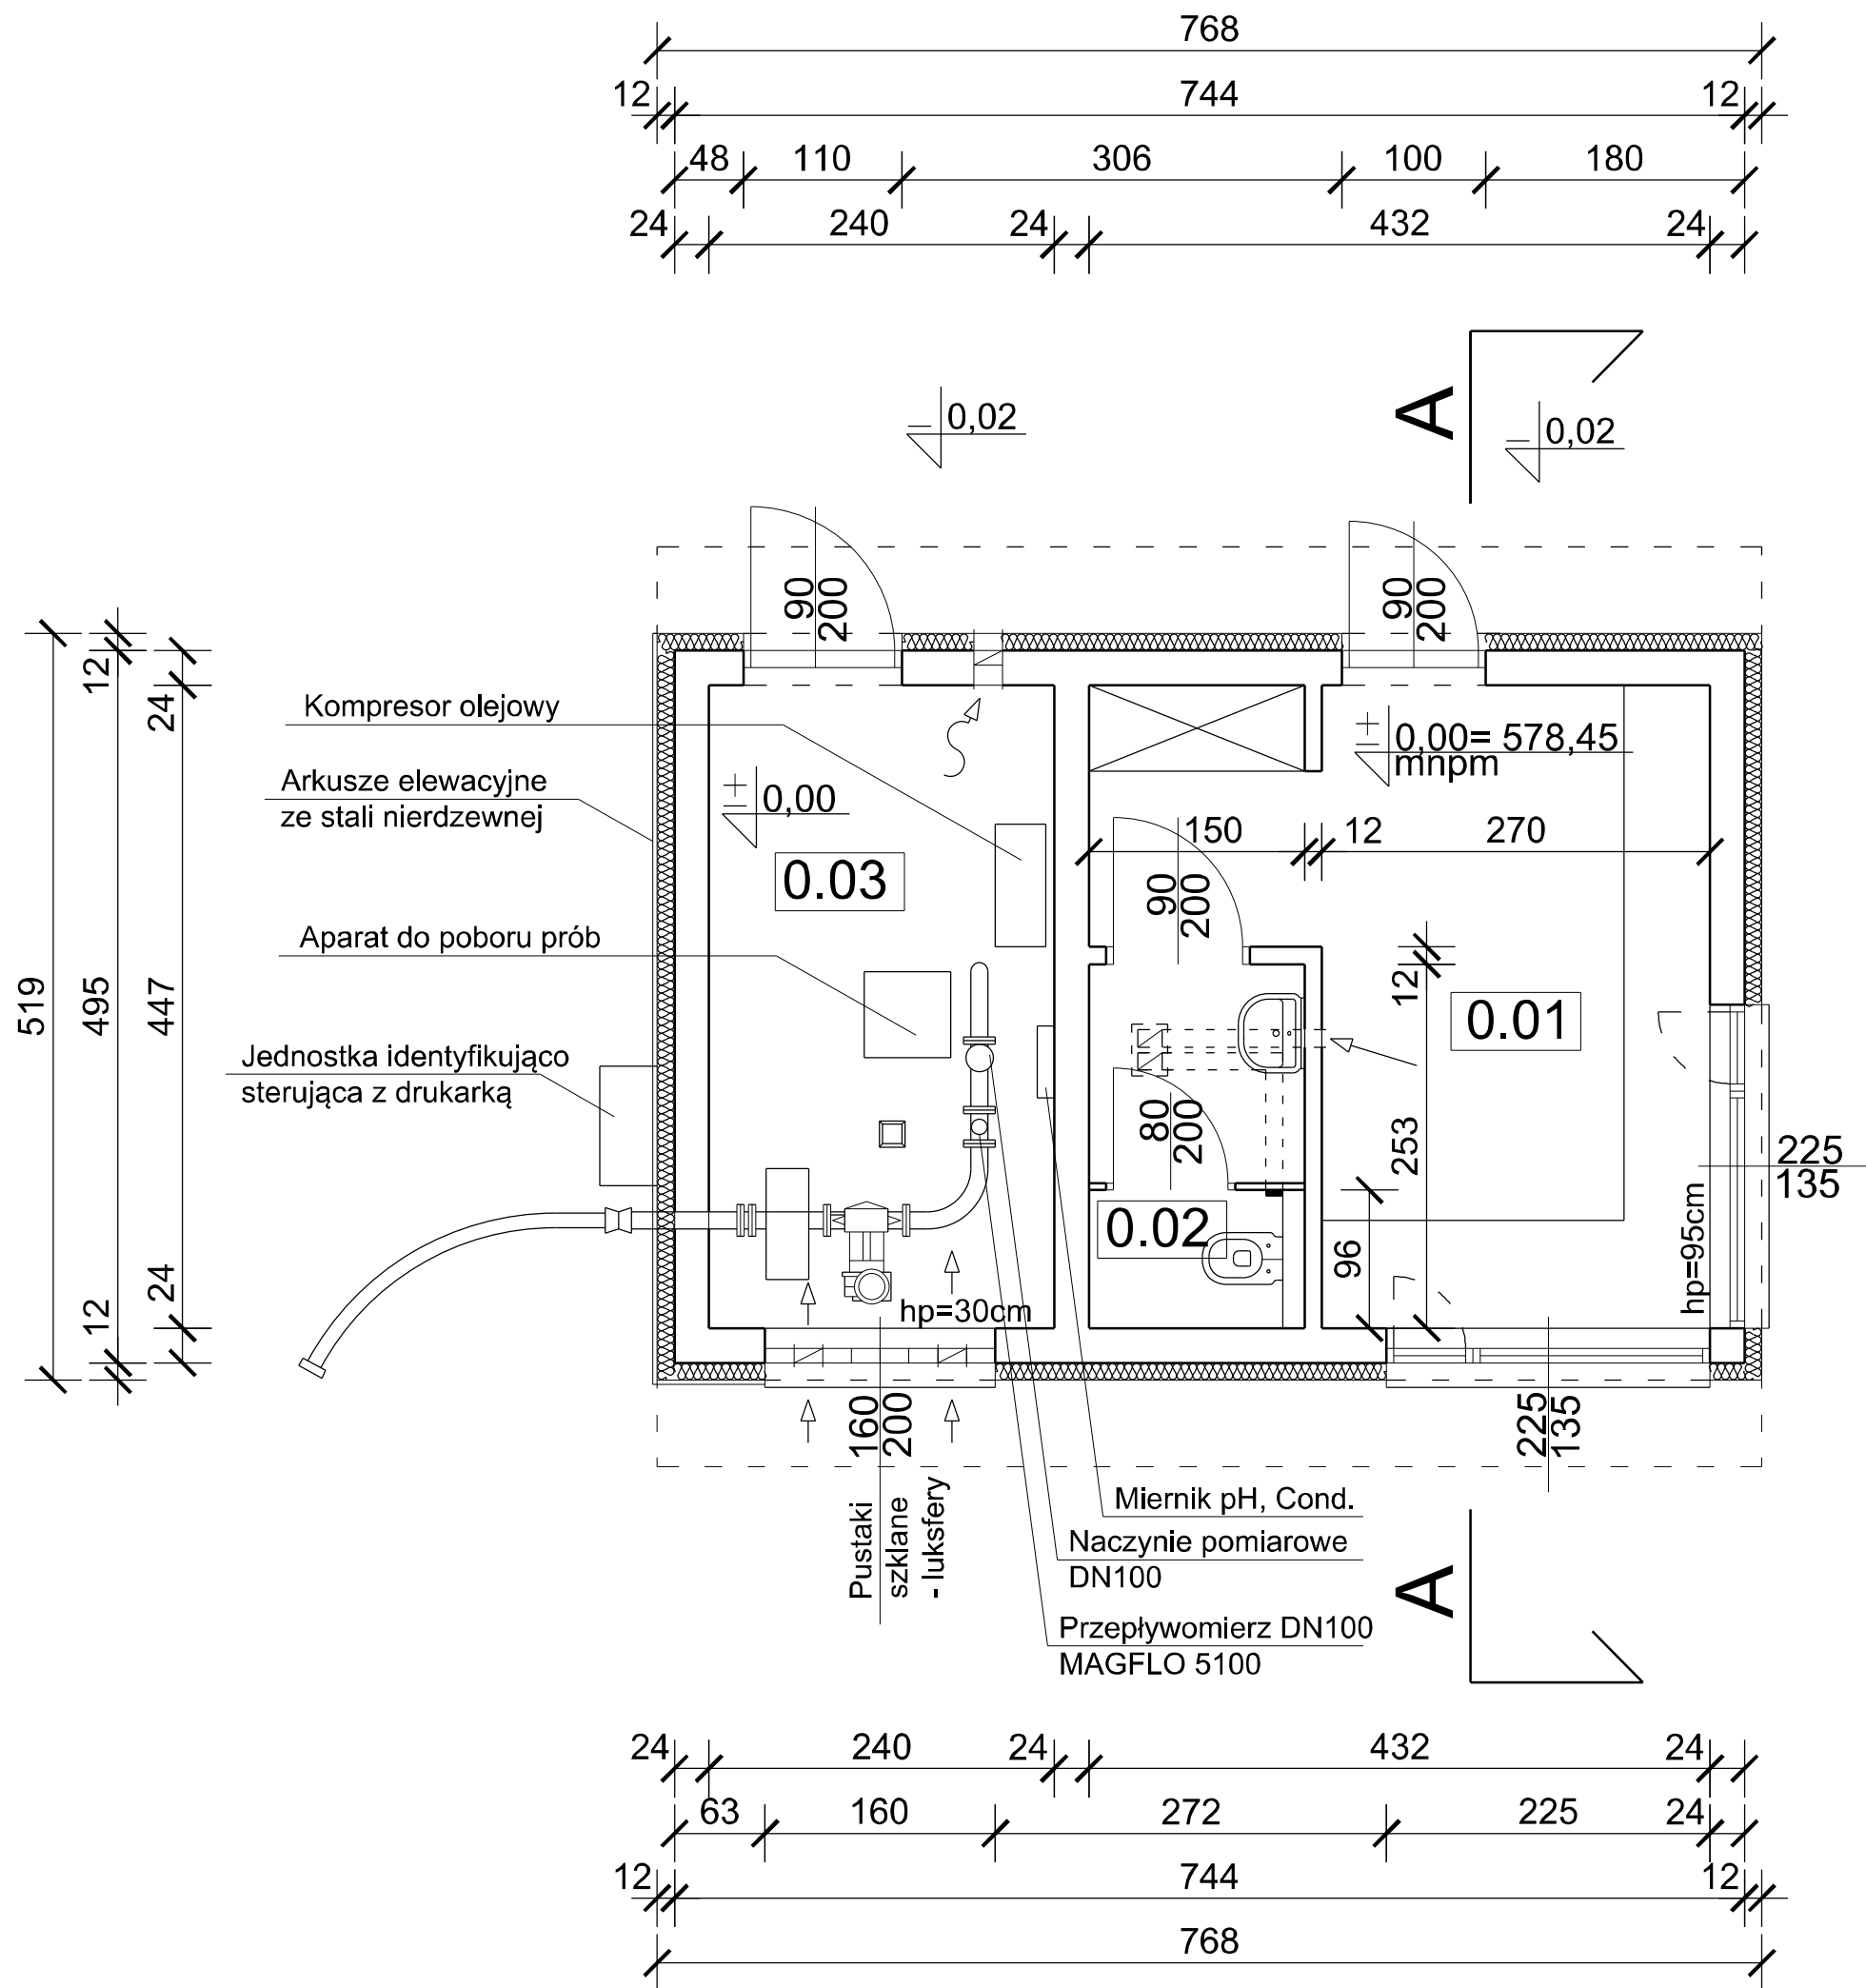 768
12 744 12
48 110 306 100 180
24 240 24 432 24
A
0,02
0,02
90
200
90
200
519
12 495 12
24 447 24
Kompresor olejowy
Arkusze elewacyjne
ze stali nierdzewnej
Aparat do poboru prób
Jednostka identyfikująco
sterująca z drukarką
± 0,00
0.03
± 0,00= 578,45
mnpm
150 12 270
90
200
12
0.01
253
80
200
0.02
96
225
135
hp=95cm
hp=30cm
160
200
225
135
Pustaki
szklane
- luksfery
Miernik pH, Cond.
Naczynie pomiarowe
DN100
Przepływomierz DN100
MAGFLO 5100
A
24 240 24 432 24
63 160 272 225 24
12 744 12
768